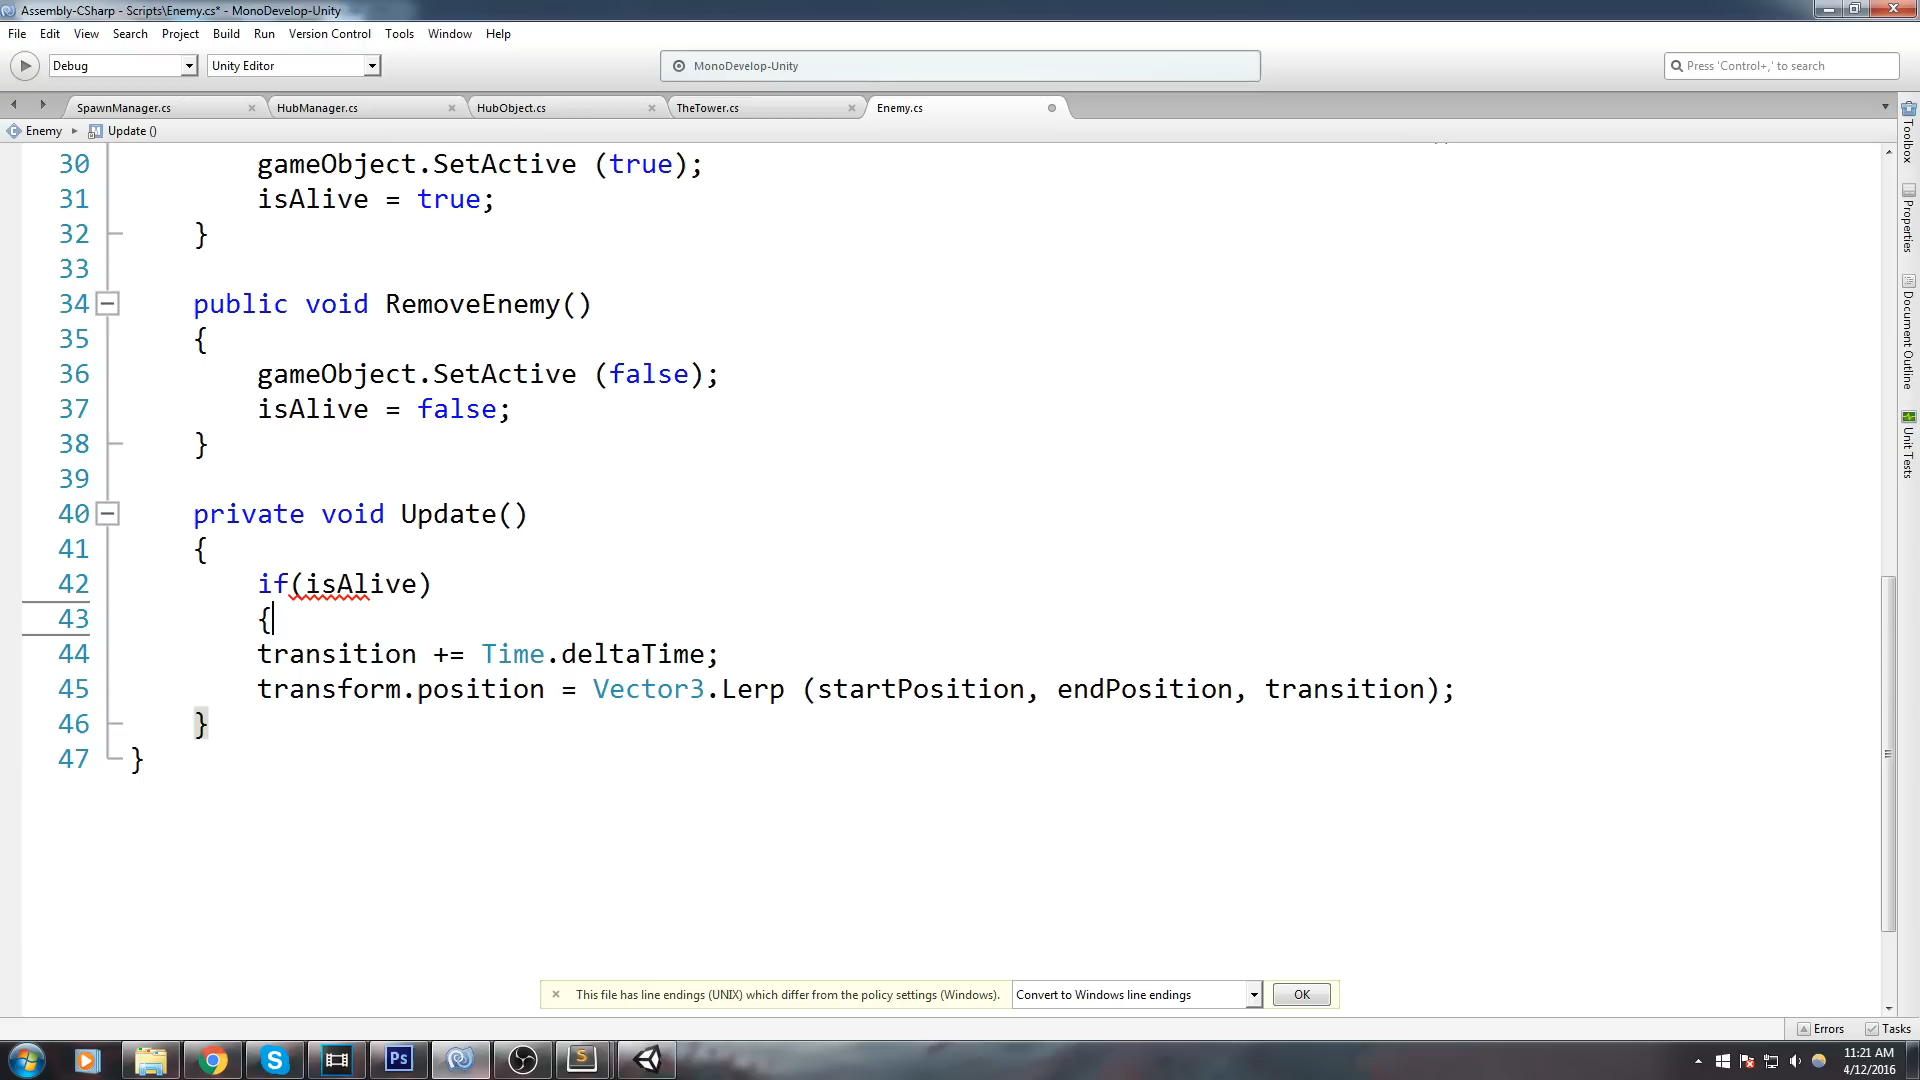 Assembly-CSharp - Scripts\Enemy.cs* - MonoDevelop-Unity
File Edit View Search Project Build Run Version Control Tools Window Help
Debug Unity Editor MonoDevelop-Unity Press 'Control+,' to search
SpawnManager.cs HubManager.cs HubObject.cs TheTower.cs Enemy.cs
Enemy Update ()
30 gameObject.SetActive (true);
31 isAlive = true;
32 }
33
34 public void RemoveEnemy()
35 {
36 gameObject.SetActive (false);
37 isAlive = false;
38 }
39
40 private void Update()
41 {
42 if(isAlive)
43 {
44 transition += Time.deltaTime;
45 transform.position = Vector3.Lerp (startPosition, endPosition, transition);
46 }
47 }
Toolbox
Properties
Document Outline
Unit Tests
This file has line endings (UNIX) which differ from the policy settings (Windows). Convert to Windows line endings OK
Errors Tasks
Ps
S
S
11:21 AM
4/12/2016